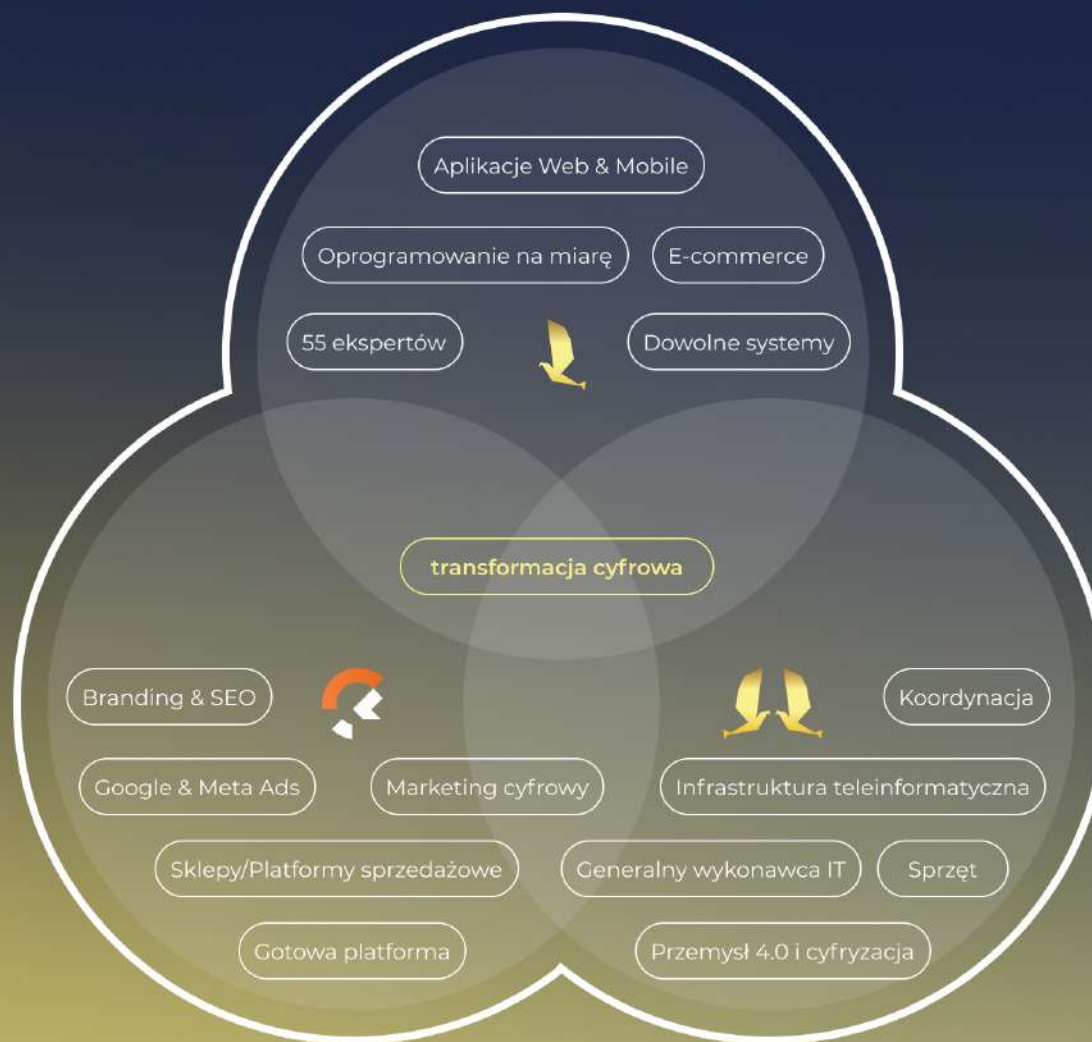 Aplikacje Web & Mobile
Oprogramowanie na miarę
E-commerce
55 ekspertów
Dowolne systemy
transformacja cyfrowa
Branding & SEO
Koordynacja
Google & Meta Ads
Marketing cyfrowy
Infrastruktura teleinformatyczna
Sklepy/Platformy sprzedażowe
Generalny wykonawca IT
Sprzęt
Gotowa platforma
Przemysł 4.0 i cyfryzacja